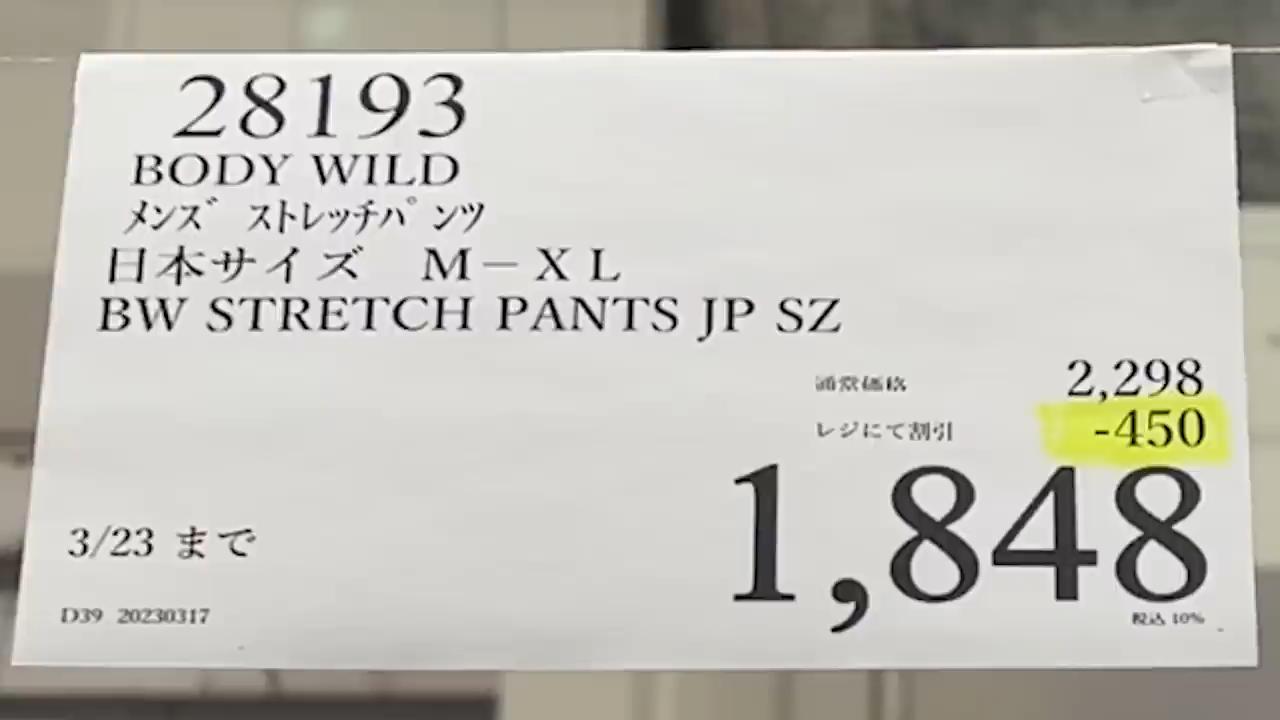 28193
BODY WILD
メンズ ストレッチパンツ
日本サイズ　M－XL
BW STRETCH PANTS JP SZ
通常価格 2,298
レジにて割引 -450
1,848
3/23 まで
税込 10%
D39 20230317